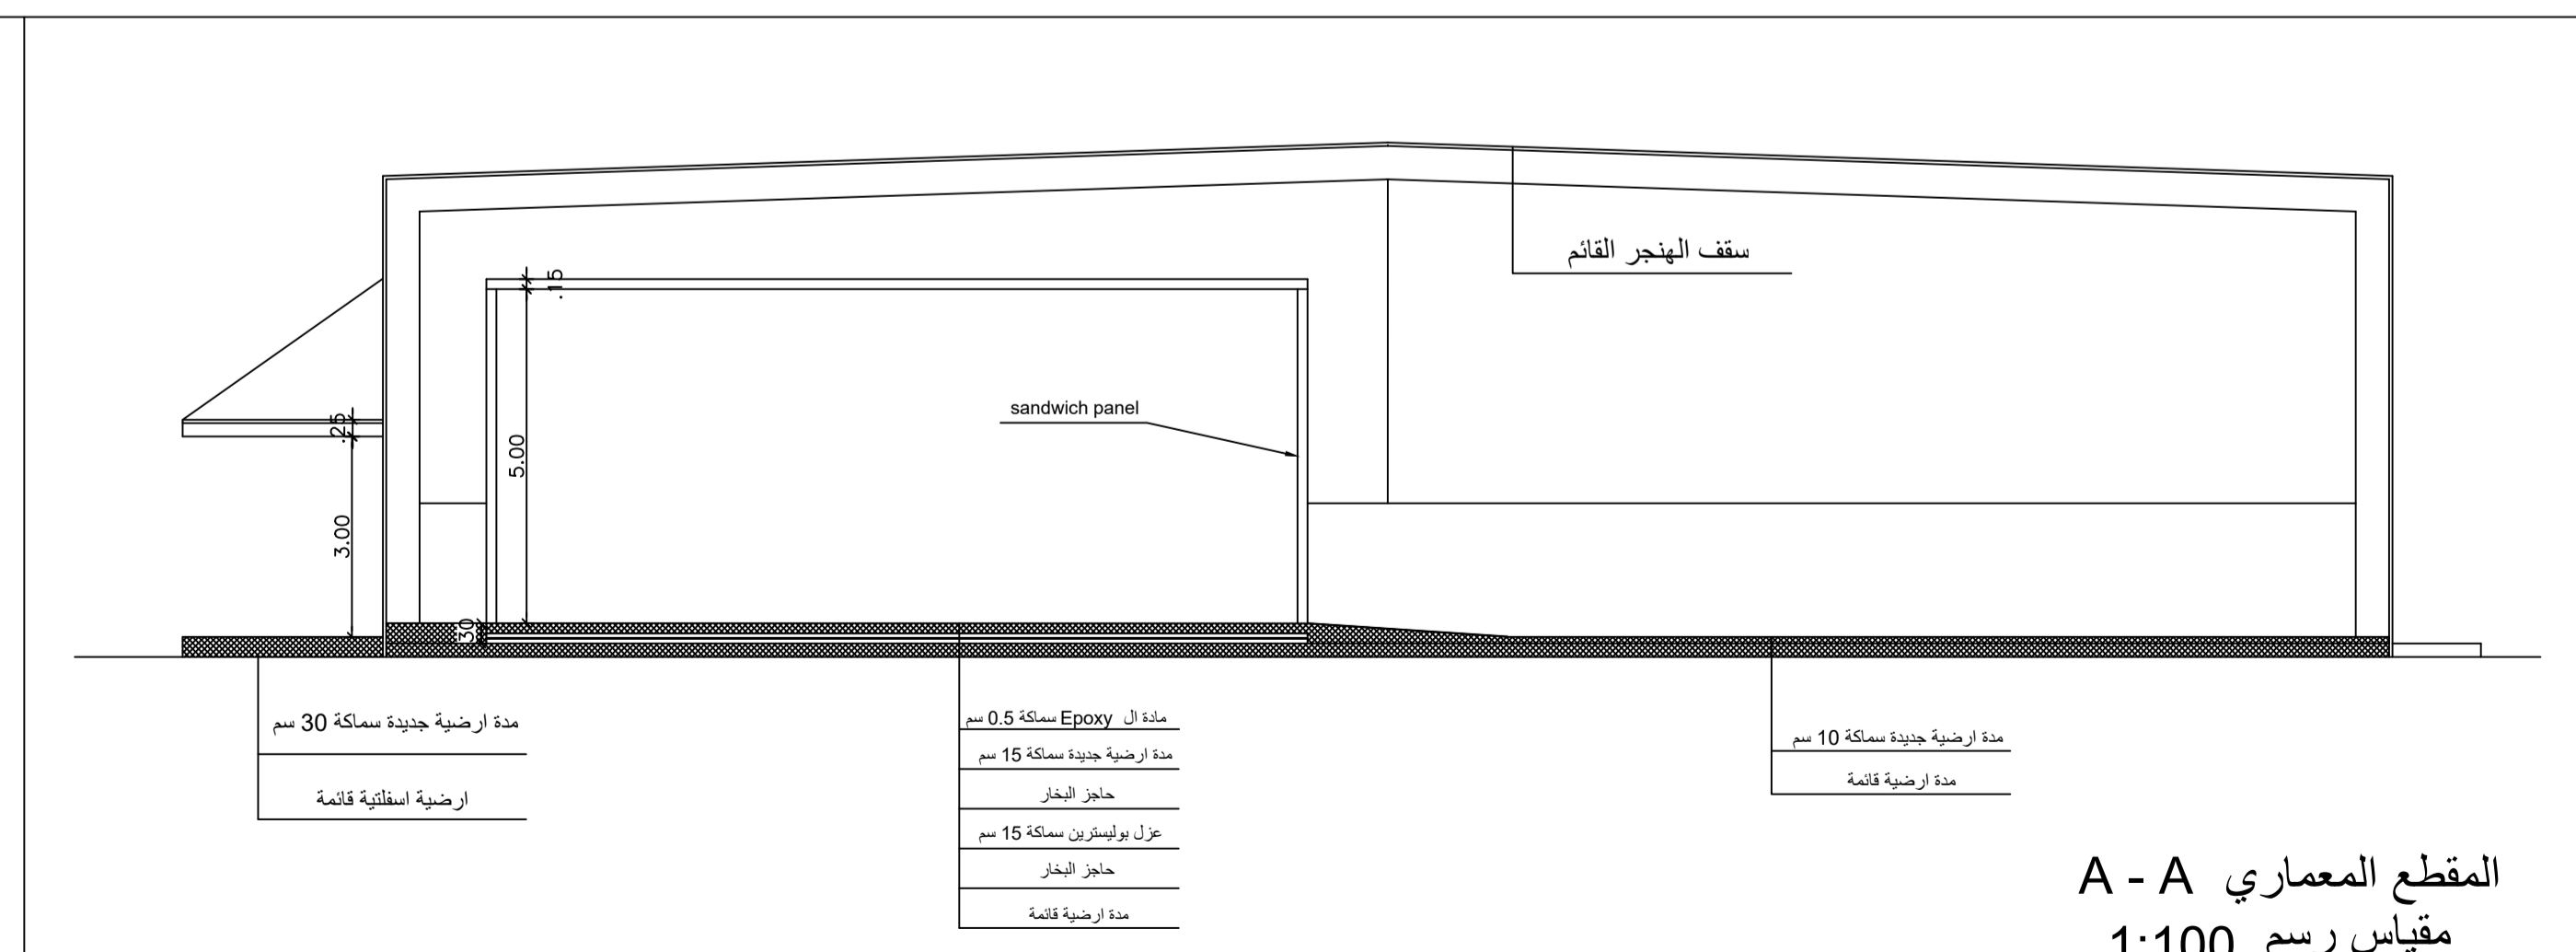 سقف الهنجر القائم
.15
sandwich panel
.25
5.00
3.00
.30
مدة ارضية جديدة سماكة 30 سم
ارضية اسفلتية قائمة
مادة ال Epoxy سماكة 0.5 سم
مدة ارضية جديدة سماكة 15 سم
حاجز البخار
عزل بوليسترين سماكة 15 سم
حاجز البخار
مدة ارضية قائمة
مدة ارضية جديدة سماكة 10 سم
مدة ارضية قائمة
المقطع المعماري A - A
مقياس رسم 1:100